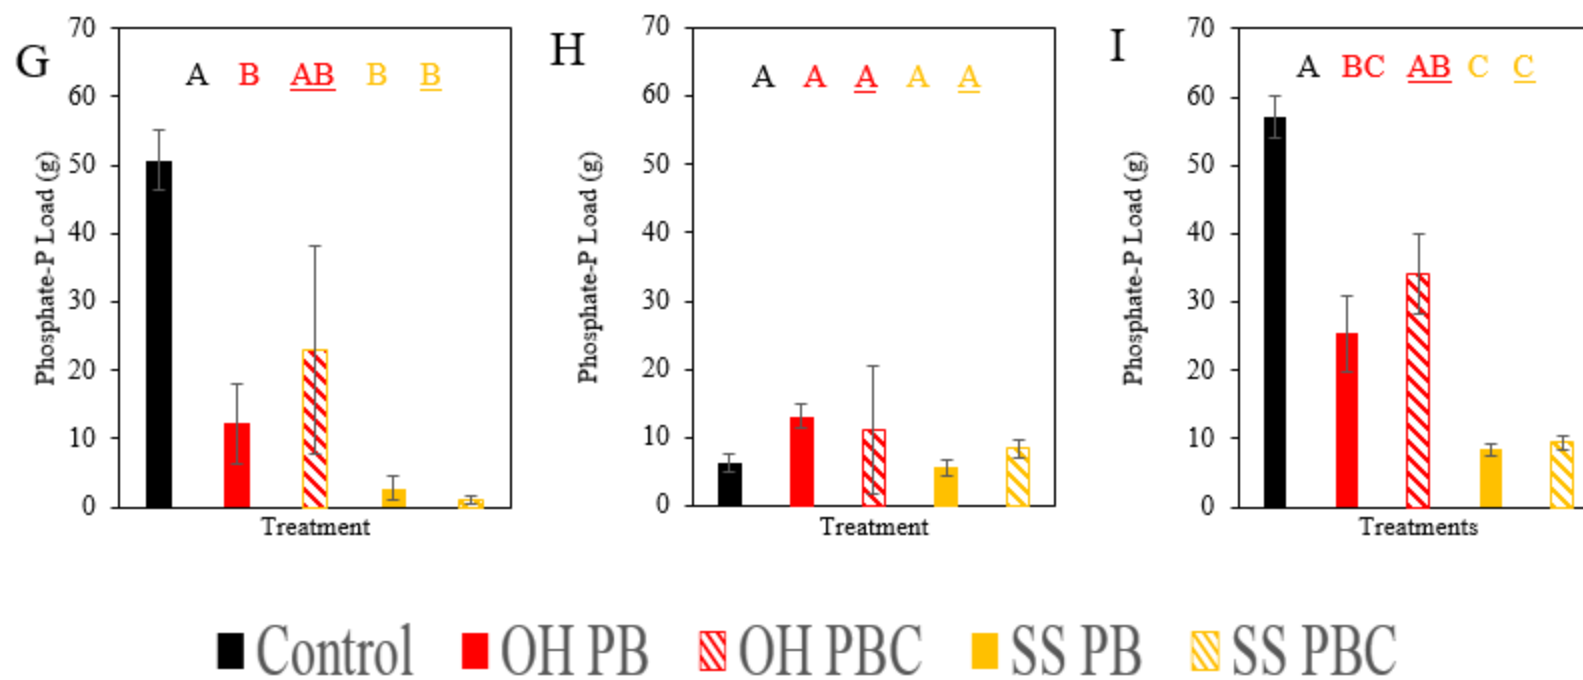 G
70
60
50
40
30
20
10
0
Phosphate-P Load (g)
A B AB B B
Treatment
H
70
60
50
40
30
20
10
0
Phosphate-P Load (g)
A A A A A
Treatment
I
70
60
50
40
30
20
10
0
Phosphate-P Load (g)
A BC AB C C
Treatments
Control OH PB OH PBC SS PB SS PBC